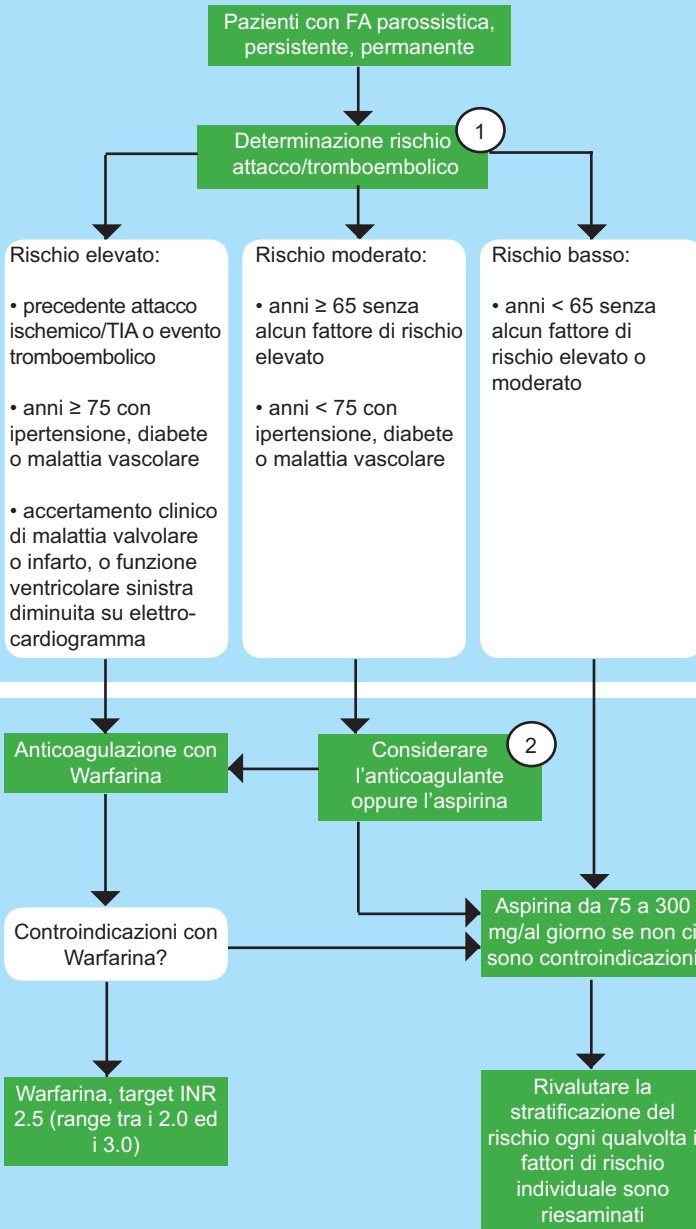 Pazienti con FA parossistica,
persistente, permanente
1
Determinazione rischio
attacco/tromboembolico
Rischio elevato:
• precedente attacco
ischemico/TIA o evento
tromboembolico
• anni ≥ 75 con
ipertensione, diabete
o malattia vascolare
• accertamento clinico
di malattia valvolare
o infarto, o funzione
ventricolare sinistra
diminuita su elettro-
cardiogramma
Rischio moderato:
• anni ≥ 65 senza
alcun fattore di rischio
elevato
• anni < 75 con
ipertensione, diabete
o malattia vascolare
Rischio basso:
• anni < 65 senza
alcun fattore di
rischio elevato o
moderato
Anticoagulazione con
Warfarina
2
Considerare
l'anticoagulante
oppure l'aspirina
Controindicazioni con
Warfarina?
Aspirina da 75 a 300
mg/al giorno se non ci
sono controindicazioni
Warfarina, target INR
2.5 (range tra i 2.0 ed
i 3.0)
Rivalutare la
stratificazione del
rischio ogni qualvolta i
fattori di rischio
individuale sono
riesaminati